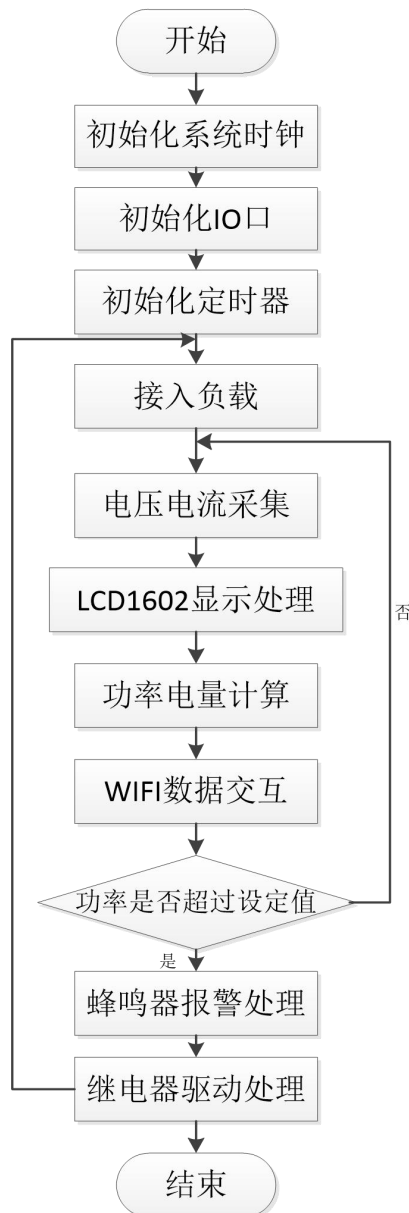 开始
初始化系统时钟
初始化IO口
初始化定时器
接入负载
电压电流采集
LCD1602显示处理
否
功率电量计算
WIFI数据交互
功率是否超过设定值
是
蜂鸣器报警处理
继电器驱动处理
结束